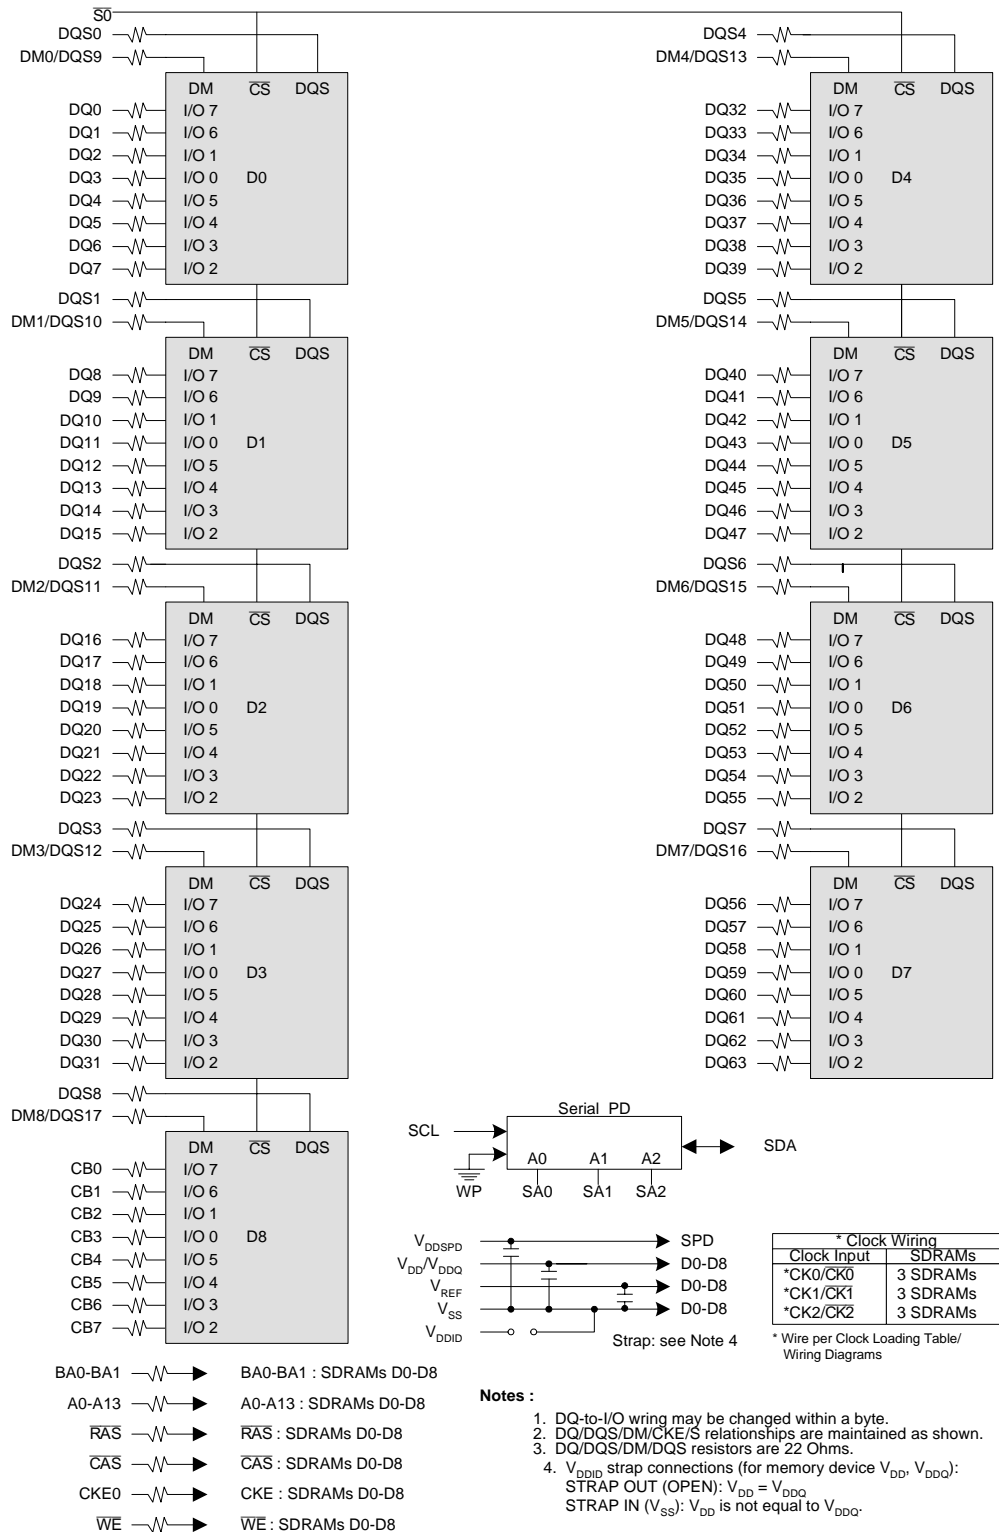 S0
DQS0
DM0/DQS9
DM CS DQS
DQ0 I/O 7
DQ1 I/O 6
DQ2 I/O 1
DQ3 I/O 0 D0
DQ4 I/O 5
DQ5 I/O 4
DQ6 I/O 3
DQ7 I/O 2
DQS1
DM1/DQS10
DM CS DQS
DQ8 I/O 7
DQ9 I/O 6
DQ10 I/O 1
DQ11 I/O 0 D1
DQ12 I/O 5
DQ13 I/O 4
DQ14 I/O 3
DQ15 I/O 2
DQS2
DM2/DQS11
DM CS DQS
DQ16 I/O 7
DQ17 I/O 6
DQ18 I/O 1
DQ19 I/O 0 D2
DQ20 I/O 5
DQ21 I/O 4
DQ22 I/O 3
DQ23 I/O 2
DQS3
DM3/DQS12
DM CS DQS
DQ24 I/O 7
DQ25 I/O 6
DQ26 I/O 1
DQ27 I/O 0 D3
DQ28 I/O 5
DQ29 I/O 4
DQ30 I/O 3
DQ31 I/O 2
DQS8
DM8/DQS17
DM CS DQS
CB0 I/O 7
CB1 I/O 6
CB2 I/O 1
CB3 I/O 0 D8
CB4 I/O 5
CB5 I/O 4
CB6 I/O 3
CB7 I/O 2
DQS4
DM4/DQS13
DM CS DQS
DQ32 I/O 7
DQ33 I/O 6
DQ34 I/O 1
DQ35 I/O 0 D4
DQ36 I/O 5
DQ37 I/O 4
DQ38 I/O 3
DQ39 I/O 2
DQS5
DM5/DQS14
DM CS DQS
DQ40 I/O 7
DQ41 I/O 6
DQ42 I/O 1
DQ43 I/O 0 D5
DQ44 I/O 5
DQ45 I/O 4
DQ46 I/O 3
DQ47 I/O 2
DQS6
DM6/DQS15
DM CS DQS
DQ48 I/O 7
DQ49 I/O 6
DQ50 I/O 1
DQ51 I/O 0 D6
DQ52 I/O 5
DQ53 I/O 4
DQ54 I/O 3
DQ55 I/O 2
DQS7
DM7/DQS16
DM CS DQS
DQ56 I/O 7
DQ57 I/O 6
DQ58 I/O 1
DQ59 I/O 0 D7
DQ60 I/O 5
DQ61 I/O 4
DQ62 I/O 3
DQ63 I/O 2
Serial PD
SCL SDA
A0 A1 A2
WP SA0 SA1 SA2
VDDSPD SPD
VDD/VDDQ D0-D8
VREF D0-D8
VSS D0-D8
VDDID Strap: see Note 4
* Clock Wiring
Clock Input SDRAMs
*CK0/CK0 3 SDRAMs
*CK1/CK1 3 SDRAMs
*CK2/CK2 3 SDRAMs
* Wire per Clock Loading Table/
Wiring Diagrams
BA0-BA1 BA0-BA1 : SDRAMs D0-D8
A0-A13 A0-A13 : SDRAMs D0-D8
RAS RAS : SDRAMs D0-D8
CAS CAS : SDRAMs D0-D8
CKE0 CKE : SDRAMs D0-D8
WE WE : SDRAMs D0-D8
Notes :
1. DQ-to-I/O wring may be changed within a byte.
2. DQ/DQS/DM/CKE/S relationships are maintained as shown.
3. DQ/DQS/DM/DQS resistors are 22 Ohms.
4. VDDID strap connections (for memory device VDD, VDDQ):
STRAP OUT (OPEN): VDD = VDDQ
STRAP IN (VSS): VDD is not equal to VDDQ.